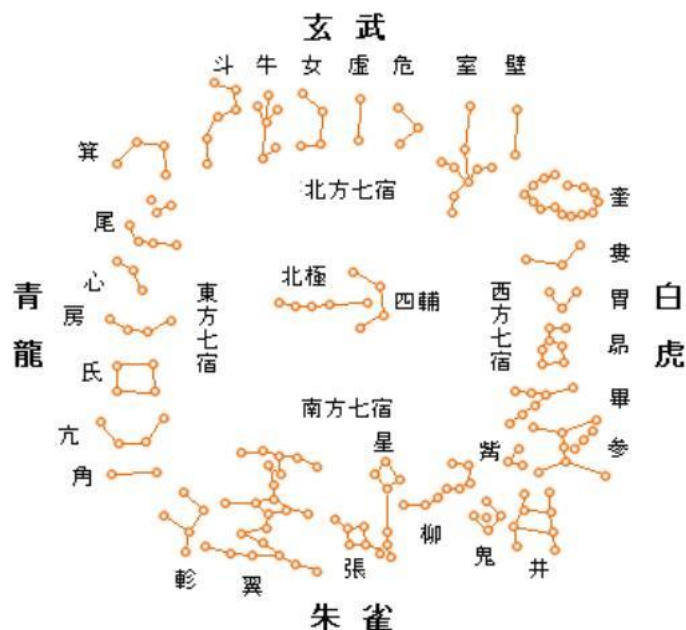 玄武
斗 牛 女 虛 危 室 壁
箕
尾
心
房
氐
亢
角
青龍
北方七宿
東方七宿
北極
四輔
西方七宿
南方七宿
奎
婁
胃
昴
畢
参
觜
白虎
星
軫
翼
張
柳
鬼
井
朱雀